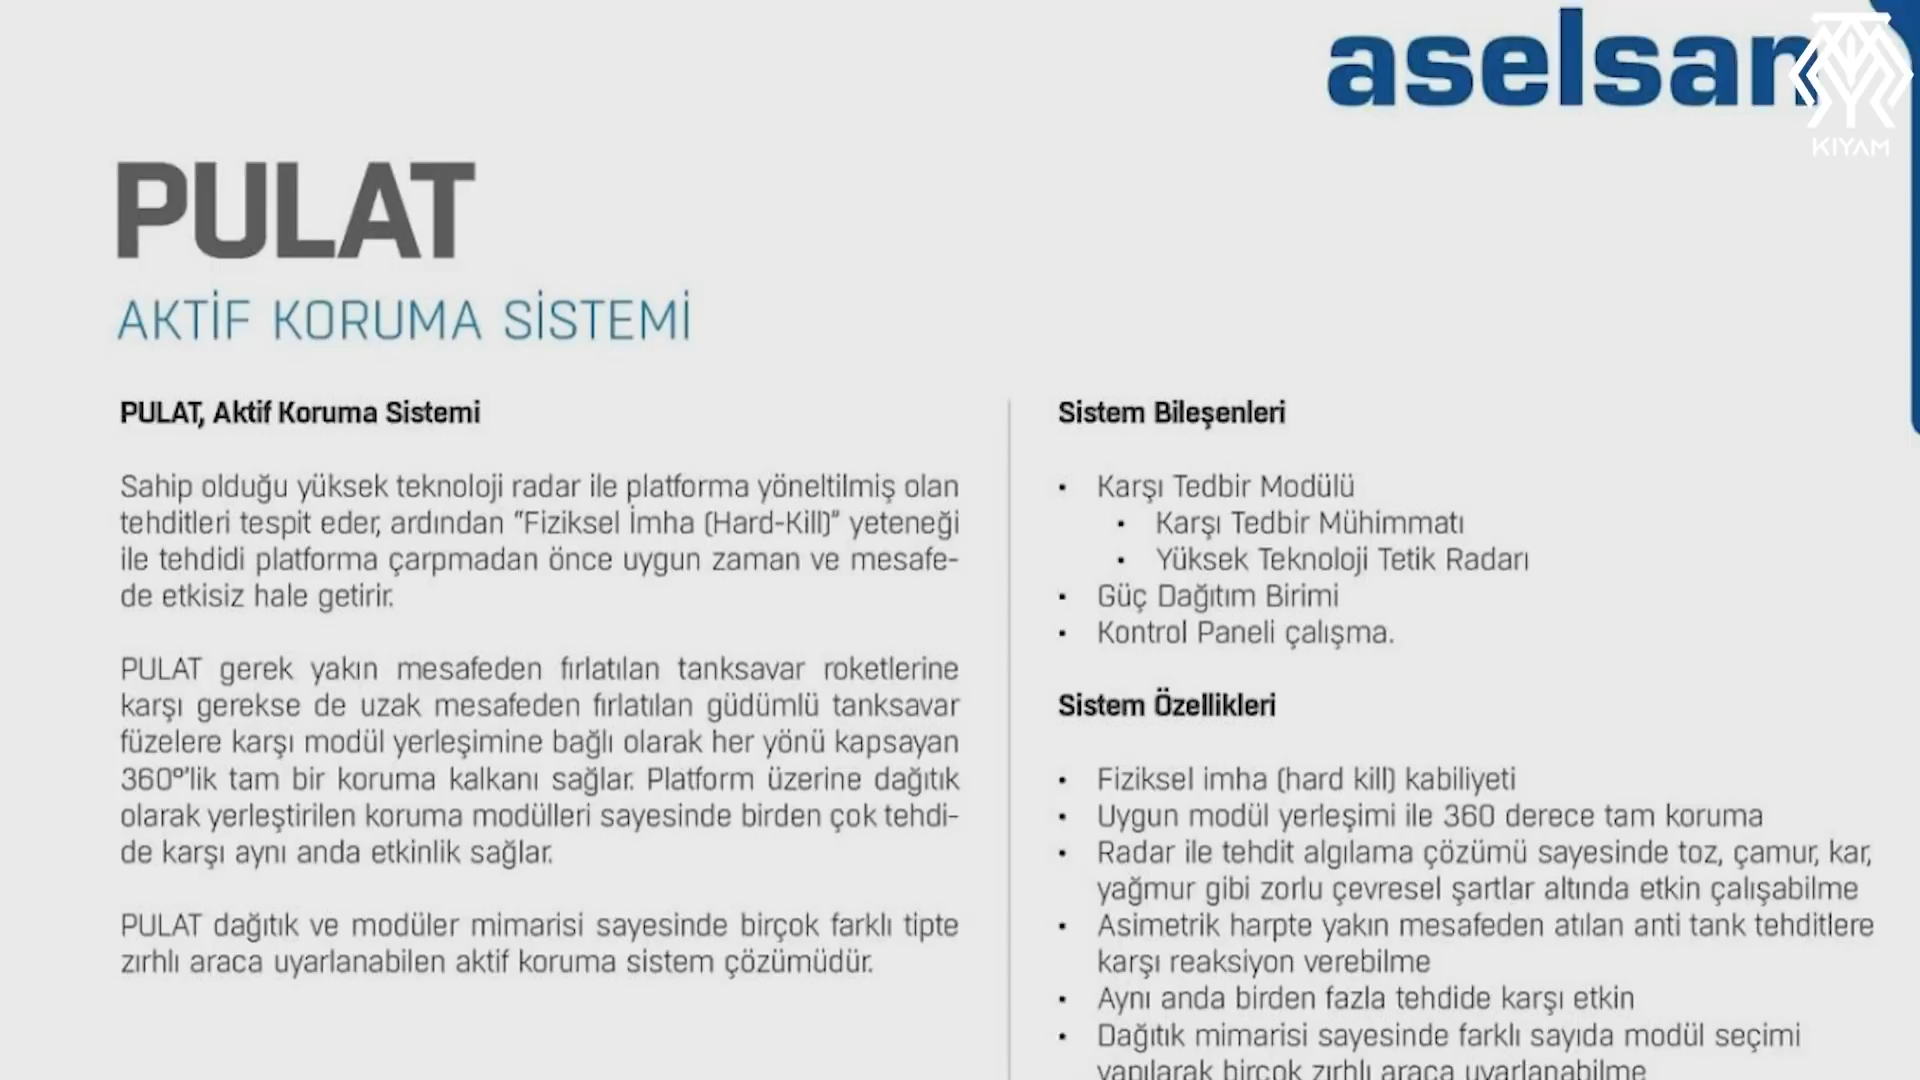 aselsan
KIYAM
PULAT
AKTİF KORUMA SİSTEMİ
PULAT, Aktif Koruma Sistemi
Sahip olduğu yüksek teknoloji radar ile platforma yöneltilmiş olan
tehditleri tespit eder, ardından "Fiziksel İmha (Hard-Kill)" yeteneği
ile tehdidi platforma çarpmadan önce uygun zaman ve mesafe-
de etkisiz hale getirir.
PULAT gerek yakın mesafeden fırlatılan tanksavar roketlerine
karşı gerekse de uzak mesafeden fırlatılan güdümlü tanksavar
füzelere karşı modül yerleşimine bağlı olarak her yönü kapsayan
360°'lik tam bir koruma kalkanı sağlar. Platform üzerine dağıtık
olarak yerleştirilen koruma modülleri sayesinde birden çok tehdi-
de karşı aynı anda etkinlik sağlar.
PULAT dağıtık ve modüler mimarisi sayesinde birçok farklı tipte
zırhlı araca uyarlanabilen aktif koruma sistem çözümüdür.
Sistem Bileşenleri
• Karşı Tedbir Modülü
• Karşı Tedbir Mühimmatı
• Yüksek Teknoloji Tetik Radarı
• Güç Dağıtım Birimi
• Kontrol Paneli çalışma.
Sistem Özellikleri
• Fiziksel imha (hard kill) kabiliyeti
• Uygun modül yerleşimi ile 360 derece tam koruma
• Radar ile tehdit algılama çözümü sayesinde toz, çamur, kar,
yağmur gibi zorlu çevresel şartlar altında etkin çalışabilme
• Asimetrik harpte yakın mesafeden atılan anti tank tehditlere
karşı reaksiyon verebilme
• Aynı anda birden fazla tehdide karşı etkin
• Dağıtık mimarisi sayesinde farklı sayıda modül seçimi
yapılarak birçok zırhlı araca uyarlanabilme